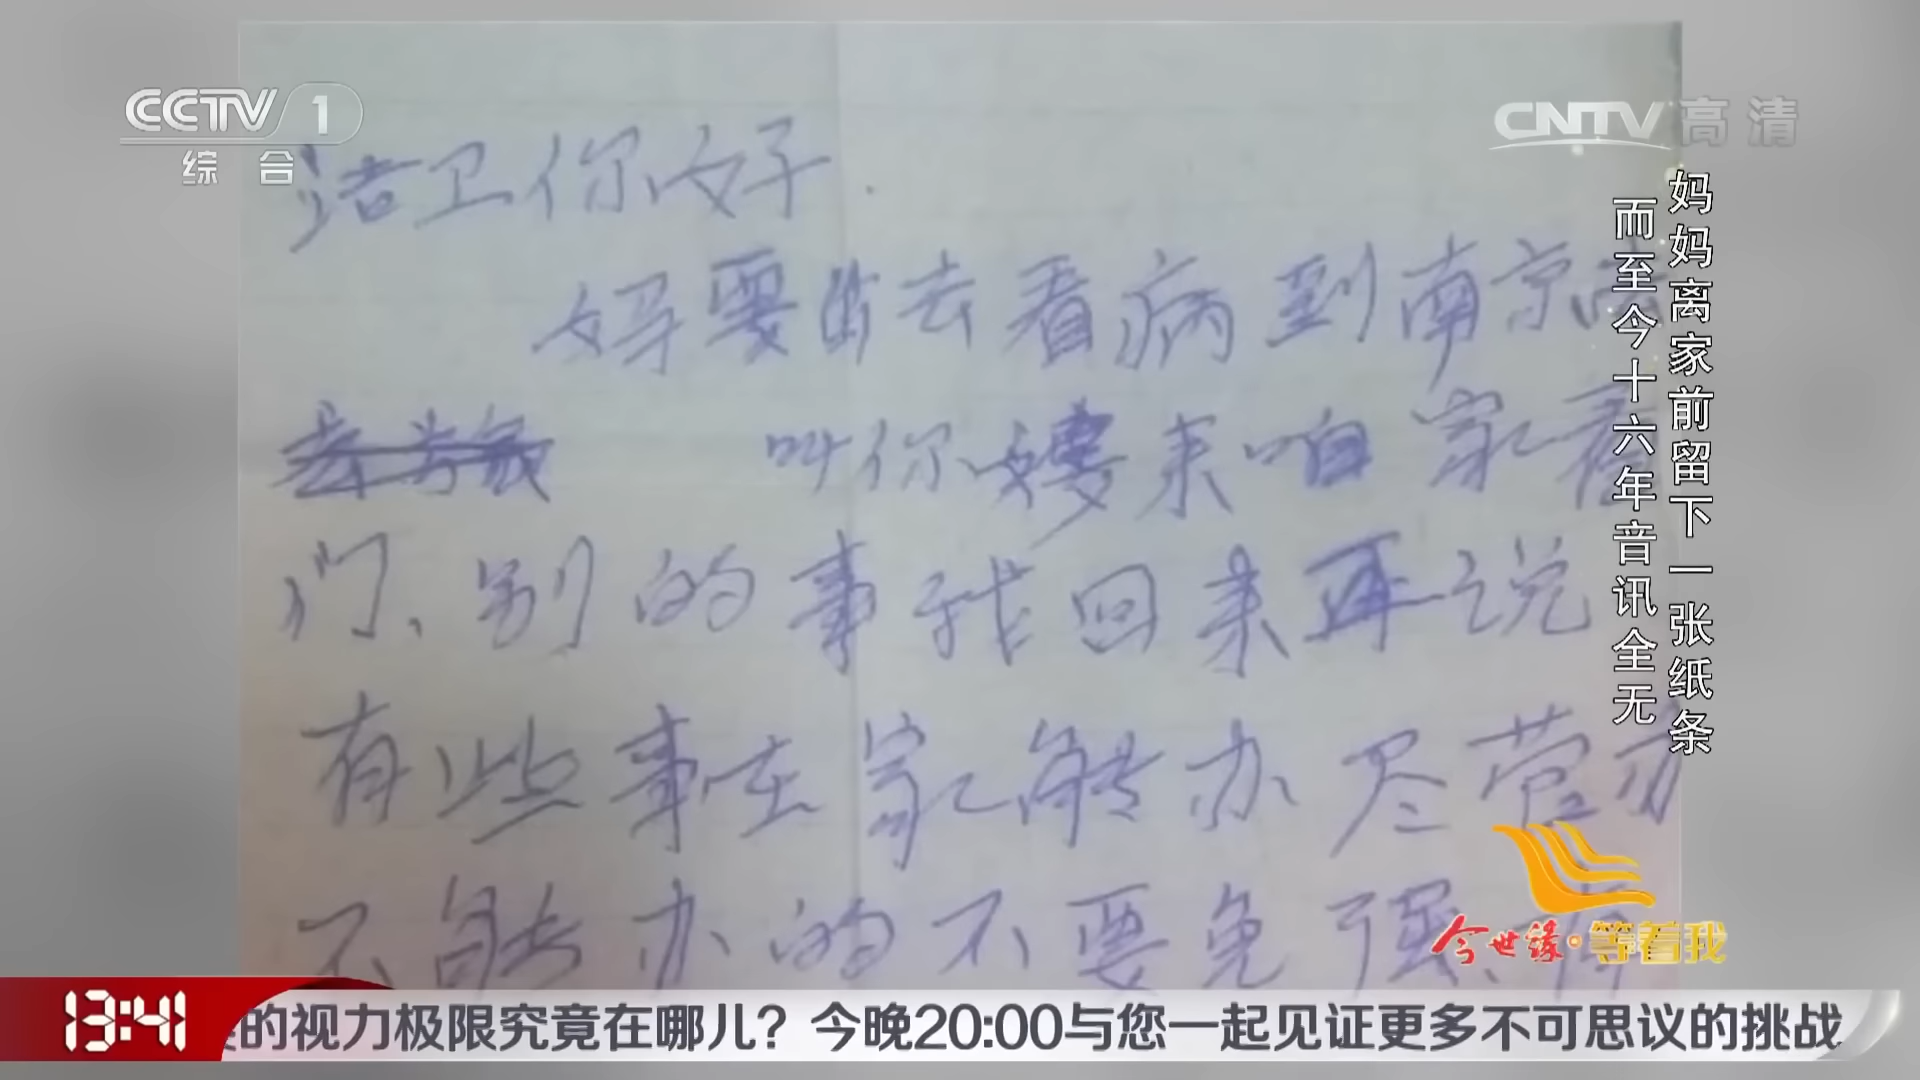 CCTV 1
综合
CNTV 高清
妈妈离家前留下一张纸条
而至今十六年音讯全无
洁卫你好.
妈要出去看病到南京
叫你 来咱家看
门、别的事我回来再说
有些事在家能办尽管办
不能办的不要免强、
今世缘·等着我
13:41
的视力极限究竟在哪儿？今晚20:00与您一起见证更多不可思议的挑战